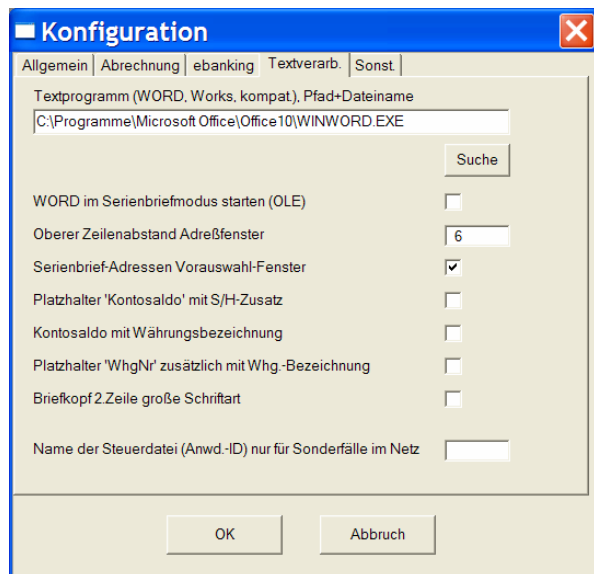 Konfiguration
Allgemein Abrechnung ebanking Textverarb. Sonst.
Textprogramm (WORD, Works, kompat.), Pfad+Dateiname
C:\Programme\Microsoft Office\Office10\WINWORD.EXE
Suche
WORD im Serienbriefmodus starten (OLE)
Oberer Zeilenabstand Adreßfenster 6
Serienbrief-Adressen Vorauswahl-Fenster
Platzhalter 'Kontosaldo' mit S/H-Zusatz
Kontosaldo mit Währungsbezeichnung
Platzhalter 'WhgNr' zusätzlich mit Whg.-Bezeichnung
Briefkopf 2.Zeile große Schriftart
Name der Steuerdatei (Anwd.-ID) nur für Sonderfälle im Netz
OK Abbruch